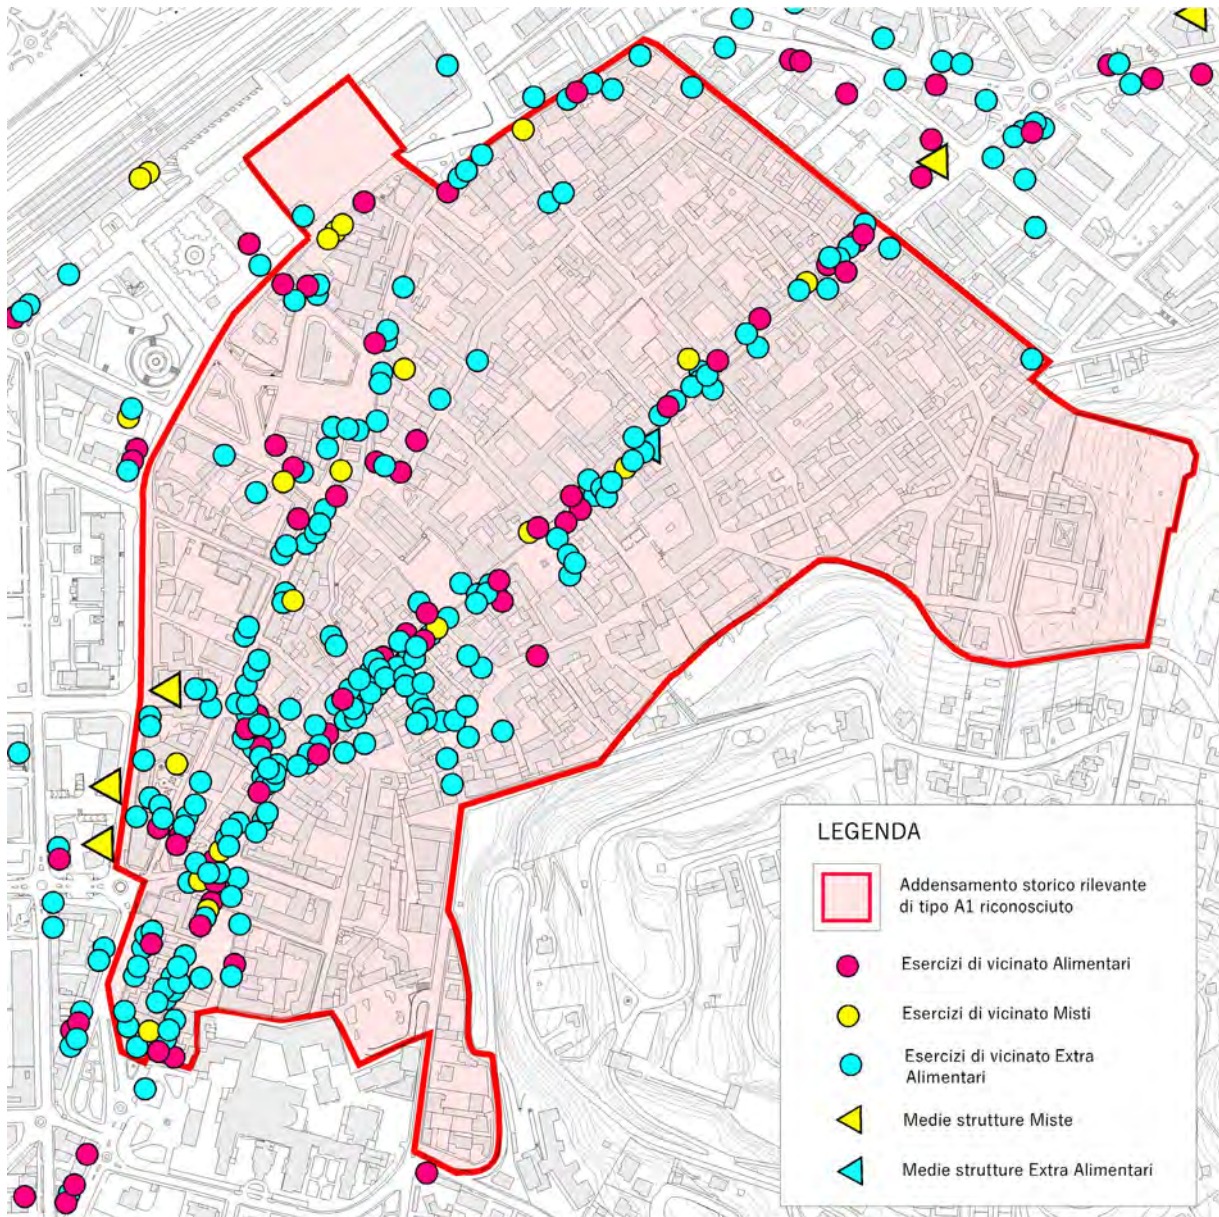 LEGENDA
Addensamento storico rilevante
di tipo A1 riconosciuto
Esercizi di vicinato Alimentari
Esercizi di vicinato Misti
Esercizi di vicinato Extra
Alimentari
Medie strutture Miste
Medie strutture Extra Alimentari